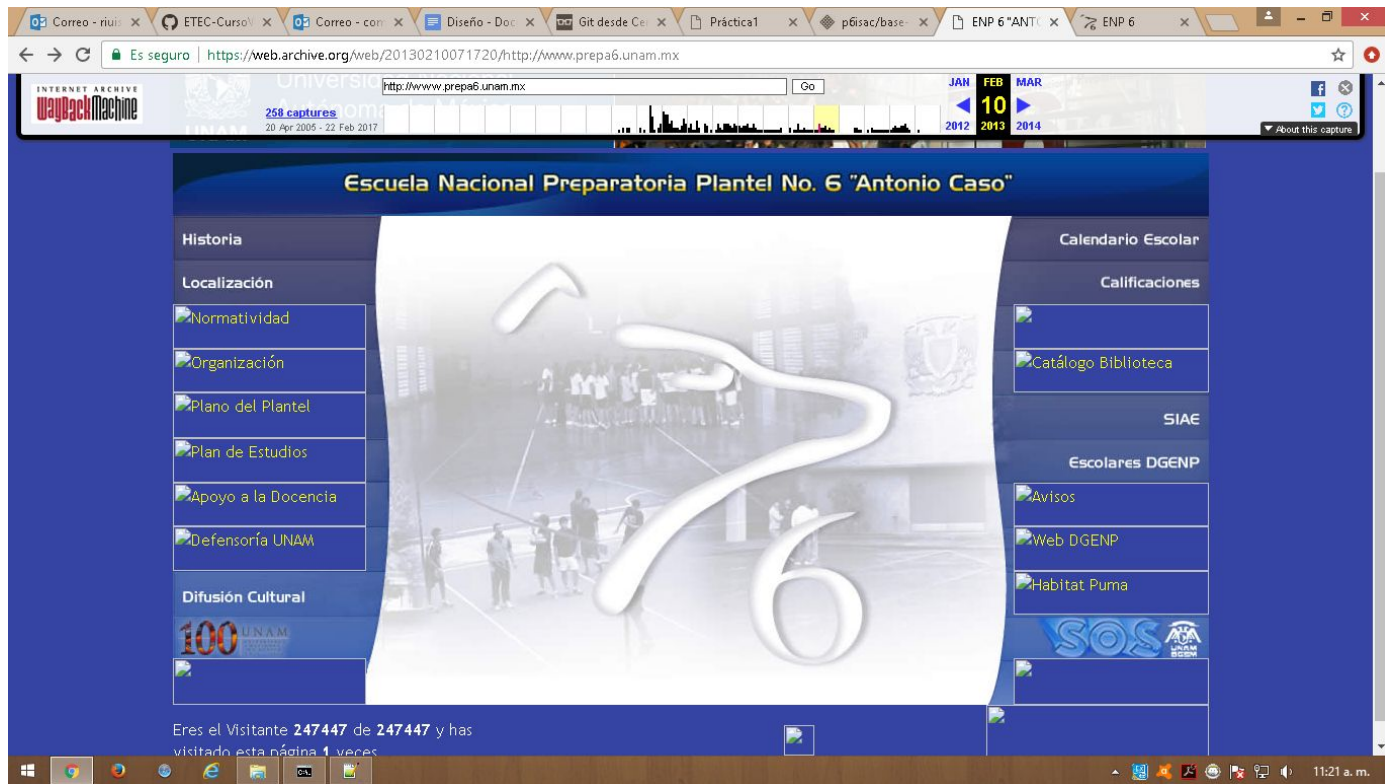 Correo - riui
ETEC-CursoV
Correo - com
Diseño - Doc
Git desde Ce
Práctica1
p6isac/base-
ENP 6 "ANTO
ENP 6
Es seguro | https://web.archive.org/web/20130210071720/http://www.prepa6.unam.mx
INTERNET ARCHIVE
WayBackMachine
http://www.prepa6.unam.mx
Go
JAN FEB MAR
258 captures
20 Apr 2005 - 22 Feb 2017
10
2012 2013 2014
About this capture
Escuela Nacional Preparatoria Plantel No. 6 "Antonio Caso"
Historia
Localización
Normatividad
Organización
Plano del Plantel
Plan de Estudios
Apoyo a la Docencia
Defensoría UNAM
Difusión Cultural
100 UNAM
6
Calendario Escolar
Calificaciones
Catálogo Biblioteca
SIAE
Escolares DGENP
Avisos
Web DGENP
Habitat Puma
SOS UNAM
Eres el Visitante 247447 de 247447 y has
visitado esta página 1 veces
11:21 a. m.